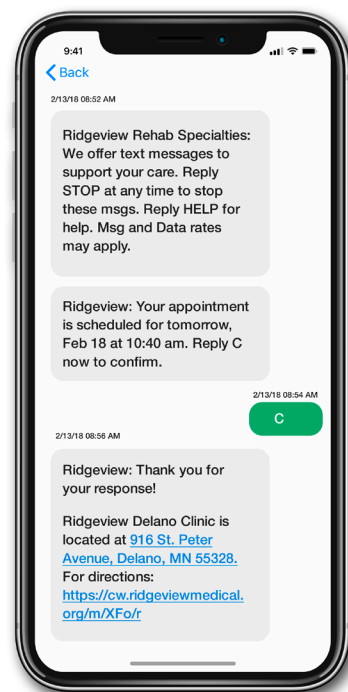 9:41
Back
2/13/18 08:52 AM
Ridgeview Rehab Specialties:
We offer text messages to
support your care. Reply
STOP at any time to stop
these msgs. Reply HELP for
help. Msg and Data rates
may apply.
Ridgeview: Your appointment
is scheduled for tomorrow,
Feb 18 at 10:40 am. Reply C
now to confirm.
2/13/18 08:54 AM
C
2/13/18 08:56 AM
Ridgeview: Thank you for
your response!
Ridgeview Delano Clinic is
located at 916 St. Peter
Avenue, Delano, MN 55328.
For directions:
https://cw.ridgeviewmedical.
org/m/XFo/r